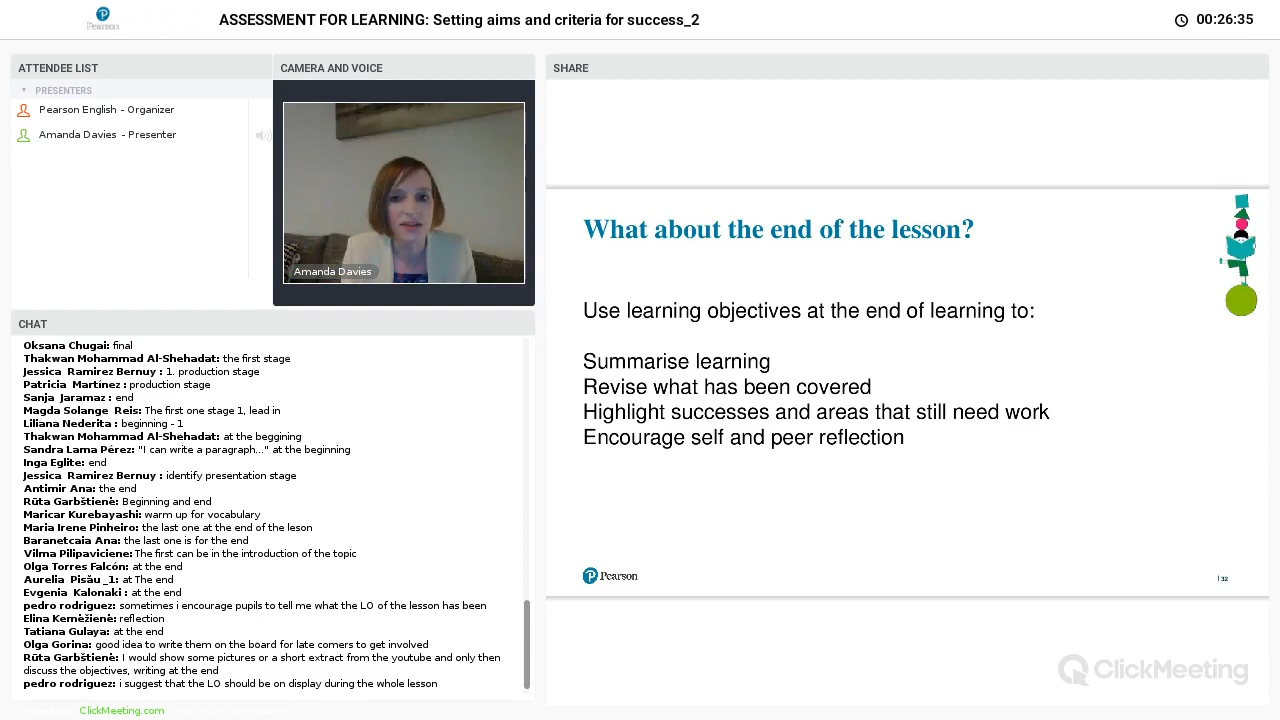 Pearson
ASSESSMENT FOR LEARNING: Setting aims and criteria for success_2
00:26:35
ATTENDEE LIST
PRESENTERS
Pearson English - Organizer
Amanda Davies - Presenter
CAMERA AND VOICE
Amanda Davies
CHAT
Oksana Chugai: final
Thakwan Mohammad Al-Shehadat: the first stage
Jessica Ramirez Bernuy : 1. production stage
Patricia Martínez : production stage
Sanja Jaramaz : end
Magda Solange Reis: The first one stage 1, lead in
Liliana Nederita : beginning - 1
Thakwan Mohammad Al-Shehadat: at the beggining
Sandra Lama Pérez: "I can write a paragraph..." at the beginning
Inga Eglite: end
Jessica Ramirez Bernuy : identify presentation stage
Antimir Ana: the end
Rūta Garbštienė: Beginning and end
Maricar Kurebayashi: warm up for vocabulary
Maria Irene Pinheiro: the last one at the end of the leson
Baranetcaia Ana: the last one is for the end
Vilma Pilipaviciene: The first can be in the introduction of the topic
Olga Torres Falcón: at the end
Aurelia Pisău _1: at The end
Evgenia Kalonaki : at the end
pedro rodriguez: sometimes i encourage pupils to tell me what the LO of the lesson has been
Elina Kemėžienė: reflection
Tatiana Gulaya: at the end
Olga Gorina: good idea to write them on the board for late comers to get involved
Rūta Garbštienė: I would show some pictures or a short extract from the youtube and only then
discuss the objectives, writing at the end
pedro rodriguez: i suggest that the LO should be on display during the whole lesson
ClickMeeting.com
SHARE
What about the end of the lesson?
Use learning objectives at the end of learning to:
Summarise learning
Revise what has been covered
Highlight successes and areas that still need work
Encourage self and peer reflection
Pearson
| 32
ClickMeeting